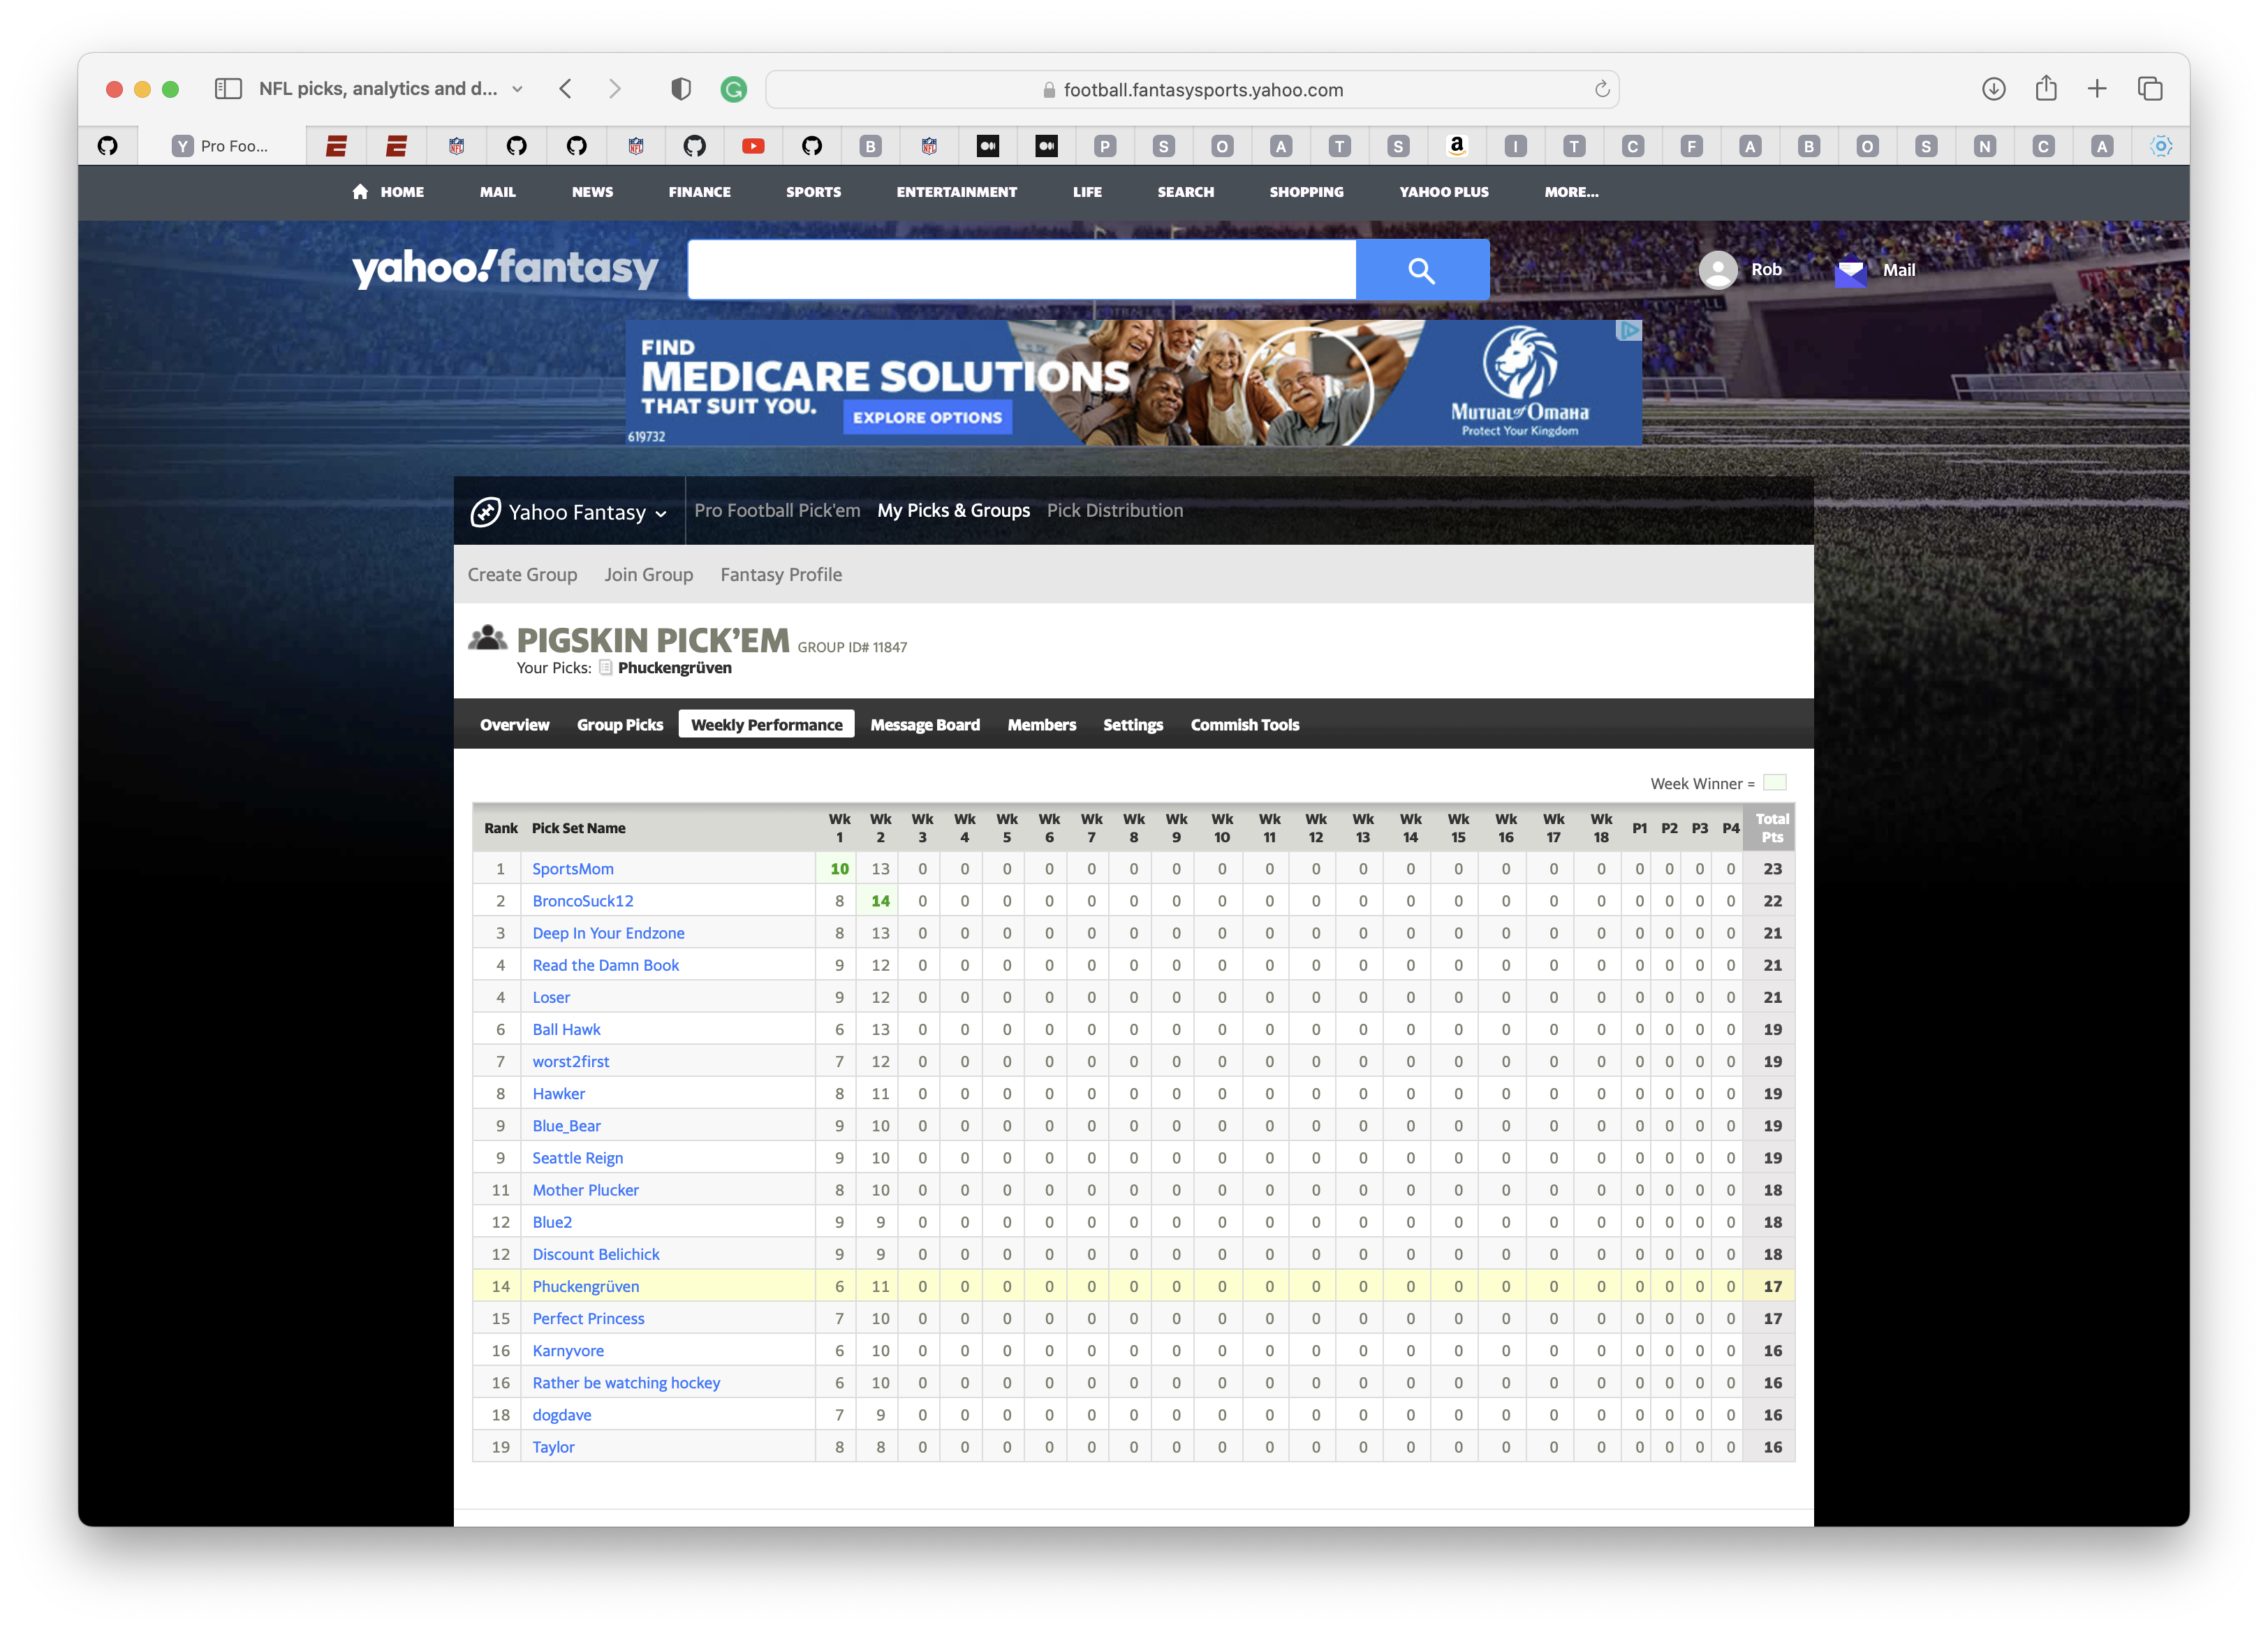 NFL picks, analytics and d...
football.fantasysports.yahoo.com
Y Pro Foo... B P S O A T S a I T C F A B O S N C A
HOME MAIL NEWS FINANCE SPORTS ENTERTAINMENT LIFE SEARCH SHOPPING YAHOO PLUS MORE...
yahoo!fantasy
Rob Mail
FIND
MEDICARE SOLUTIONS
THAT SUIT YOU.
EXPLORE OPTIONS
619732
Mutual of Omaha
Protect Your Kingdom
Yahoo Fantasy Pro Football Pick'em My Picks & Groups Pick Distribution
Create Group Join Group Fantasy Profile
PIGSKIN PICK'EM GROUP ID# 11847
Your Picks: Phuckengrüven
Overview Group Picks Weekly Performance Message Board Members Settings Commish Tools
Week Winner =
Rank Pick Set Name Wk 1 Wk 2 Wk 3 Wk 4 Wk 5 Wk 6 Wk 7 Wk 8 Wk 9 Wk 10 Wk 11 Wk 12 Wk 13 Wk 14 Wk 15 Wk 16 Wk 17 Wk 18 P1 P2 P3 P4 Total Pts
1 SportsMom 10 13 0 0 0 0 0 0 0 0 0 0 0 0 0 0 0 0 0 0 0 0 23
2 BroncoSuck12 8 14 0 0 0 0 0 0 0 0 0 0 0 0 0 0 0 0 0 0 0 0 22
3 Deep In Your Endzone 8 13 0 0 0 0 0 0 0 0 0 0 0 0 0 0 0 0 0 0 0 0 21
4 Read the Damn Book 9 12 0 0 0 0 0 0 0 0 0 0 0 0 0 0 0 0 0 0 0 0 21
4 Loser 9 12 0 0 0 0 0 0 0 0 0 0 0 0 0 0 0 0 0 0 0 0 21
6 Ball Hawk 6 13 0 0 0 0 0 0 0 0 0 0 0 0 0 0 0 0 0 0 0 0 19
7 worst2first 7 12 0 0 0 0 0 0 0 0 0 0 0 0 0 0 0 0 0 0 0 0 19
8 Hawker 8 11 0 0 0 0 0 0 0 0 0 0 0 0 0 0 0 0 0 0 0 0 19
9 Blue_Bear 9 10 0 0 0 0 0 0 0 0 0 0 0 0 0 0 0 0 0 0 0 0 19
9 Seattle Reign 9 10 0 0 0 0 0 0 0 0 0 0 0 0 0 0 0 0 0 0 0 0 19
11 Mother Plucker 8 10 0 0 0 0 0 0 0 0 0 0 0 0 0 0 0 0 0 0 0 0 18
12 Blue2 9 9 0 0 0 0 0 0 0 0 0 0 0 0 0 0 0 0 0 0 0 0 18
12 Discount Belichick 9 9 0 0 0 0 0 0 0 0 0 0 0 0 0 0 0 0 0 0 0 0 18
14 Phuckengrüven 6 11 0 0 0 0 0 0 0 0 0 0 0 0 0 0 0 0 0 0 0 0 17
15 Perfect Princess 7 10 0 0 0 0 0 0 0 0 0 0 0 0 0 0 0 0 0 0 0 0 17
16 Karnyvore 6 10 0 0 0 0 0 0 0 0 0 0 0 0 0 0 0 0 0 0 0 0 16
16 Rather be watching hockey 6 10 0 0 0 0 0 0 0 0 0 0 0 0 0 0 0 0 0 0 0 0 16
18 dogdave 7 9 0 0 0 0 0 0 0 0 0 0 0 0 0 0 0 0 0 0 0 0 16
19 Taylor 8 8 0 0 0 0 0 0 0 0 0 0 0 0 0 0 0 0 0 0 0 0 16